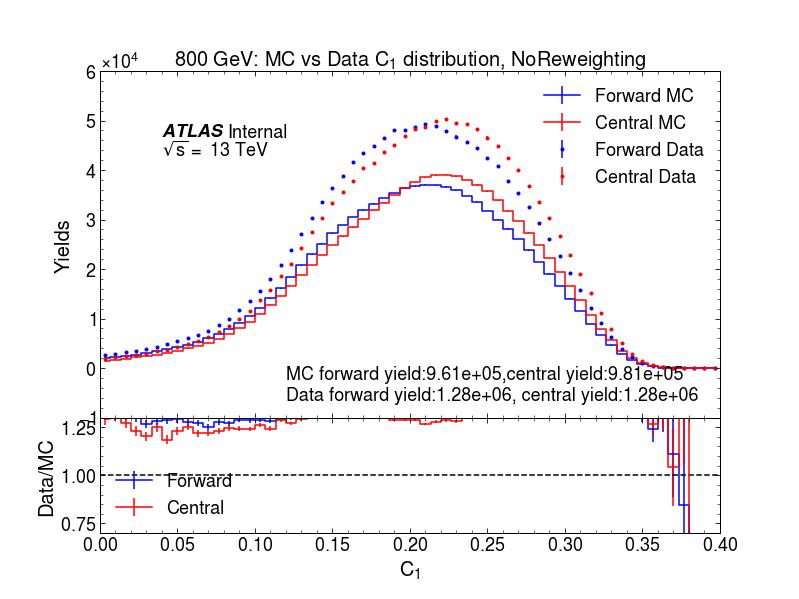 ×10⁴
800 GeV: MC vs Data C₁ distribution, NoReweighting
6
5
4
3
2
1
0
Yields
ATLAS Internal
√s = 13 TeV
Forward MC
Central MC
Forward Data
Central Data
MC forward yield:9.61e+05,central yield:9.81e+05
Data forward yield:1.28e+06, central yield:1.28e+06
1.25
1.00
0.75
Data/MC
Forward
Central
0.00 0.05 0.10 0.15 0.20 0.25 0.30 0.35 0.40
C₁